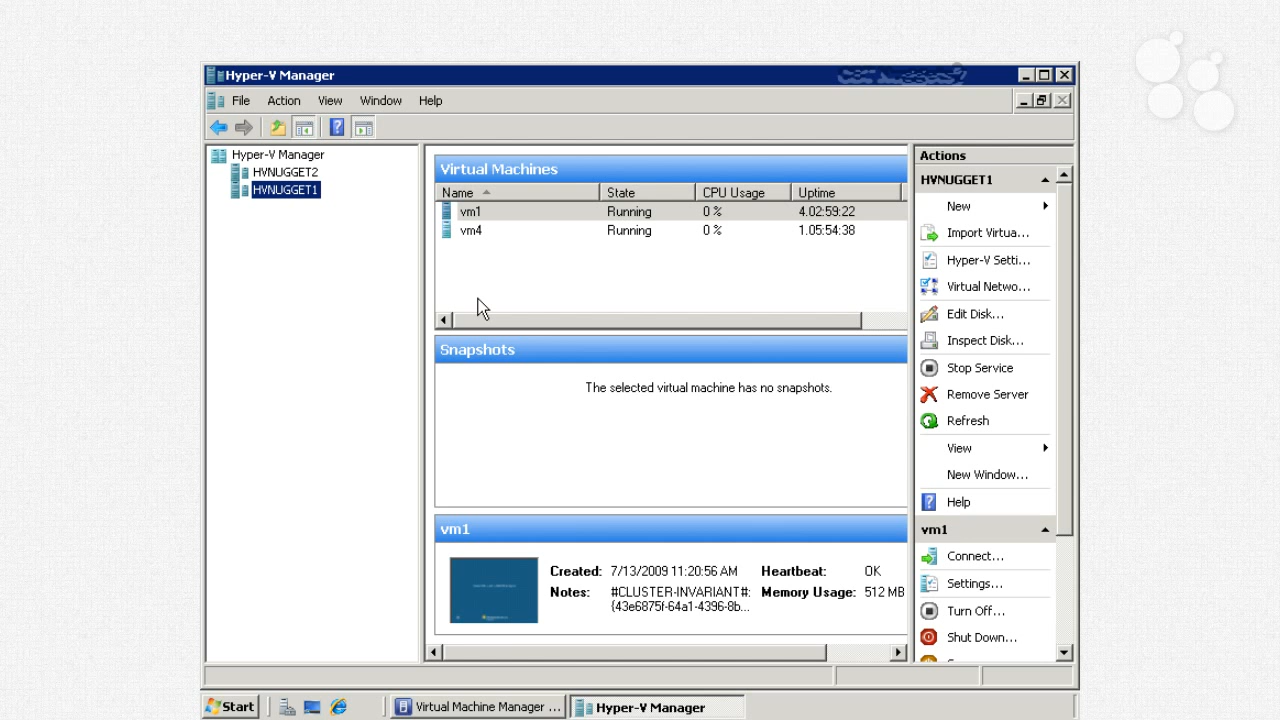 Hyper-V Manager
File Action View Window Help
Hyper-V Manager
HVNUGGET2
HVNUGGET1
Virtual Machines
Name State CPU Usage Uptime
vm1 Running 0 % 4.02:59:22
vm4 Running 0 % 1.05:54:38
Snapshots
The selected virtual machine has no snapshots.
vm1
Created: 7/13/2009 11:20:56 AM Heartbeat: OK
Notes: #CLUSTER-INVARIANT#: Memory Usage: 512 MB
{43e6875f-64a1-4396-8b...
Actions
HVNUGGET1
New
Import Virtua...
Hyper-V Setti...
Virtual Netwo...
Edit Disk...
Inspect Disk...
Stop Service
Remove Server
Refresh
View
New Window...
Help
vm1
Connect...
Settings...
Turn Off...
Shut Down...
Start Virtual Machine Manager ... Hyper-V Manager